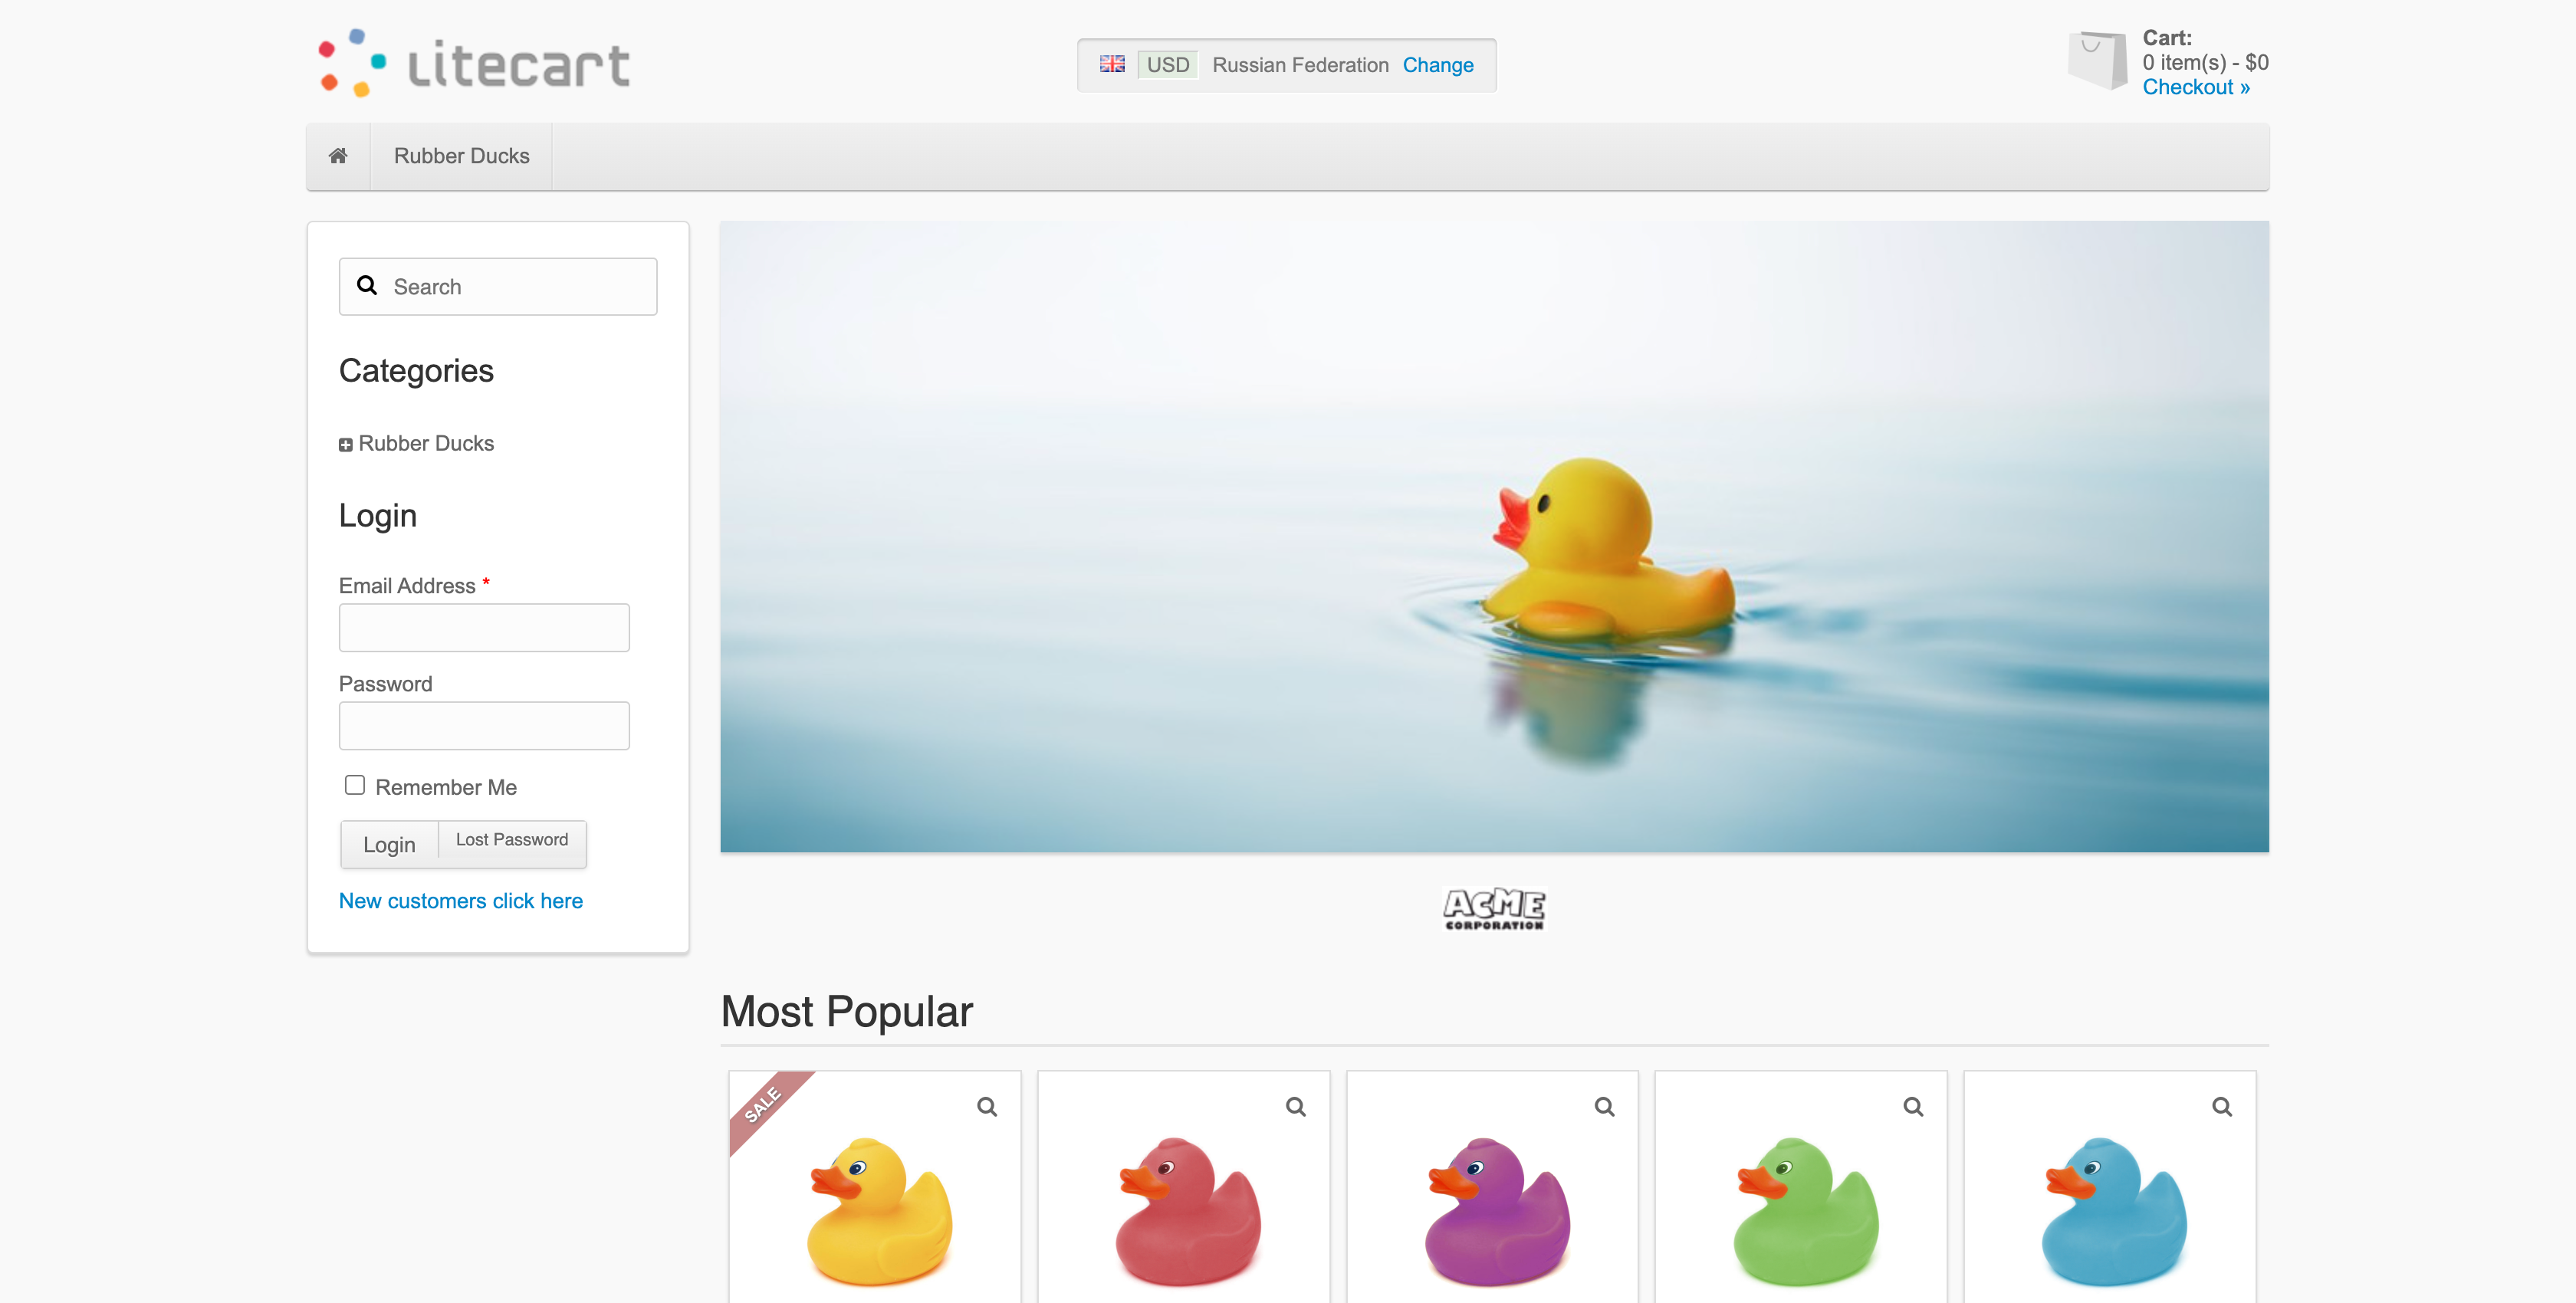 Litecart
USD Russian Federation Change
Cart:
0 item(s) - $0
Checkout »
Rubber Ducks
Search
Categories
Rubber Ducks
Login
Email Address *
Password
Remember Me
Login Lost Password
New customers click here
ACME
CORPORATION
Most Popular
SALE